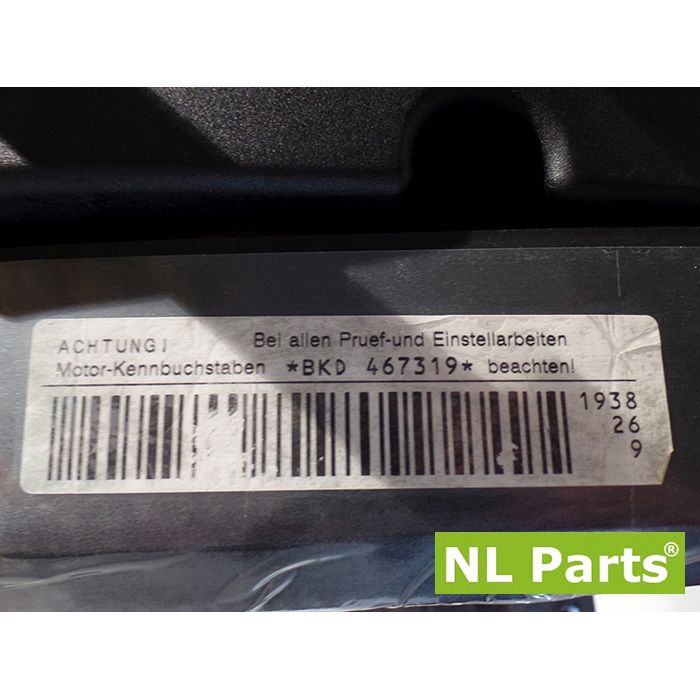 ACHTUNG! Bei allen Pruef-und Einstellarbeiten
Motor-Kennbuchstaben *BKD 467319* beachten!
1938
26
9
NL Parts®